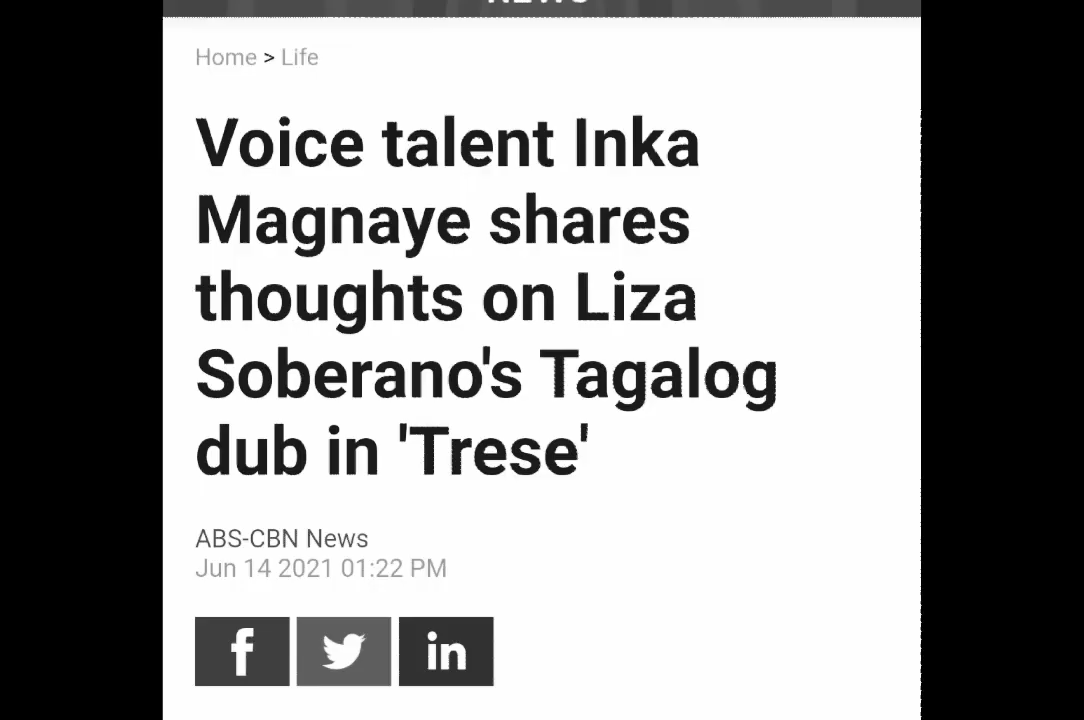 NEWS
Home > Life
Voice talent Inka
Magnaye shares
thoughts on Liza
Soberano's Tagalog
dub in 'Trese'
ABS-CBN News
Jun 14 2021 01:22 PM
f
in